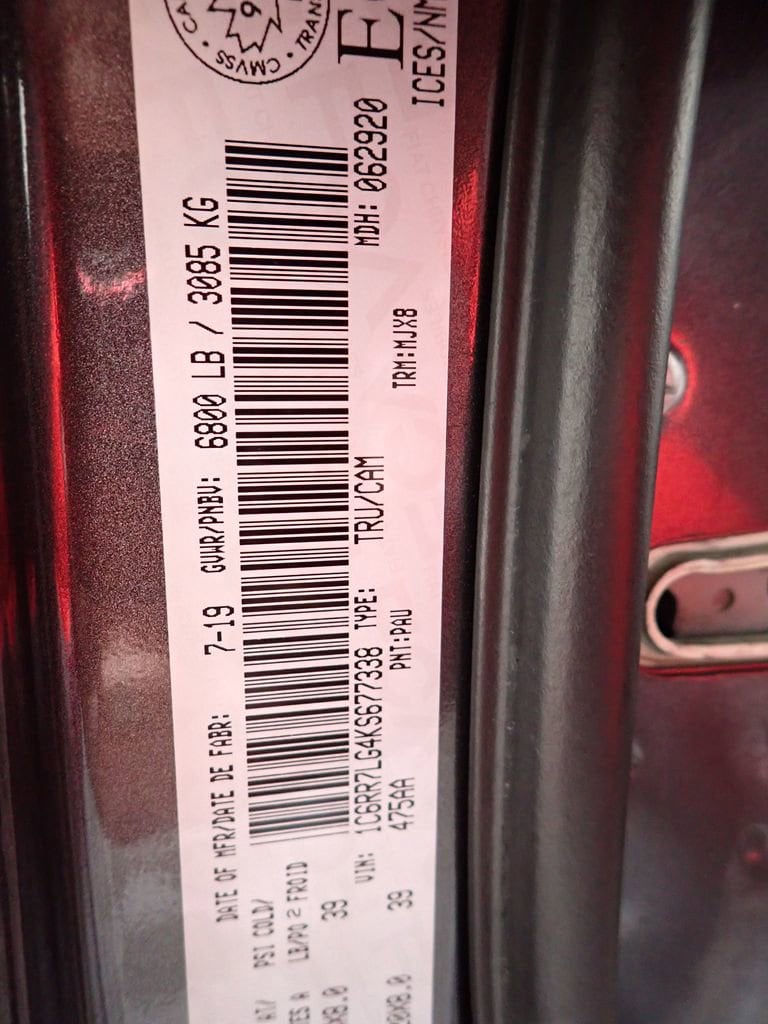 CMVSS
DATE OF MFR/DATE DE FABR: 7-19 GVWR/PNBV: 6800 LB / 3085 KG
PSI COLD/
LB/PO 2 FROID
39
VIN: 1C6RR7LG4KS677338 TYPE: TRU/CAM MDH: 062920
39 475AA PNT:PAU TRM:MJX8
ICES/NM